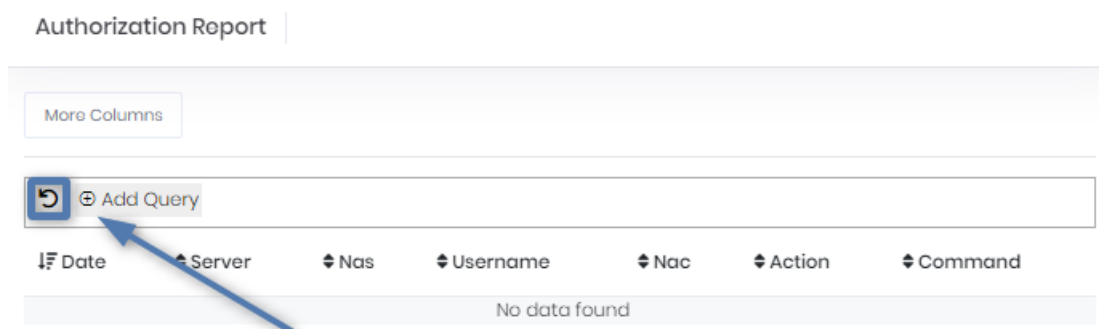 Authorization Report
More Columns
Add Query
Date Server Nas Username Nac Action Command
No data found